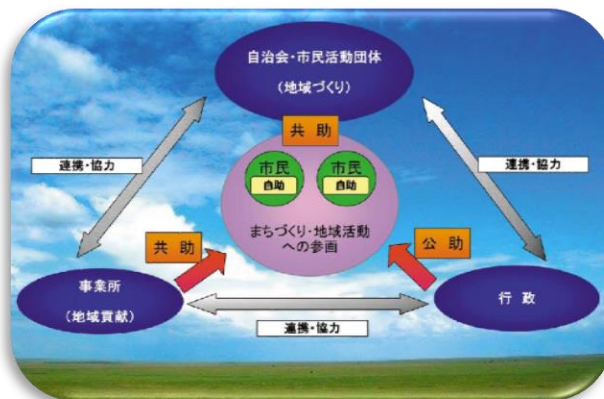 自治会・市民活動団体
(地域づくり)
共助
市民
自助
市民
自助
連携・協力
連携・協力
まちづくり・地域活動
への参画
共助
公助
事業所
(地域貢献)
行政
連携・協力